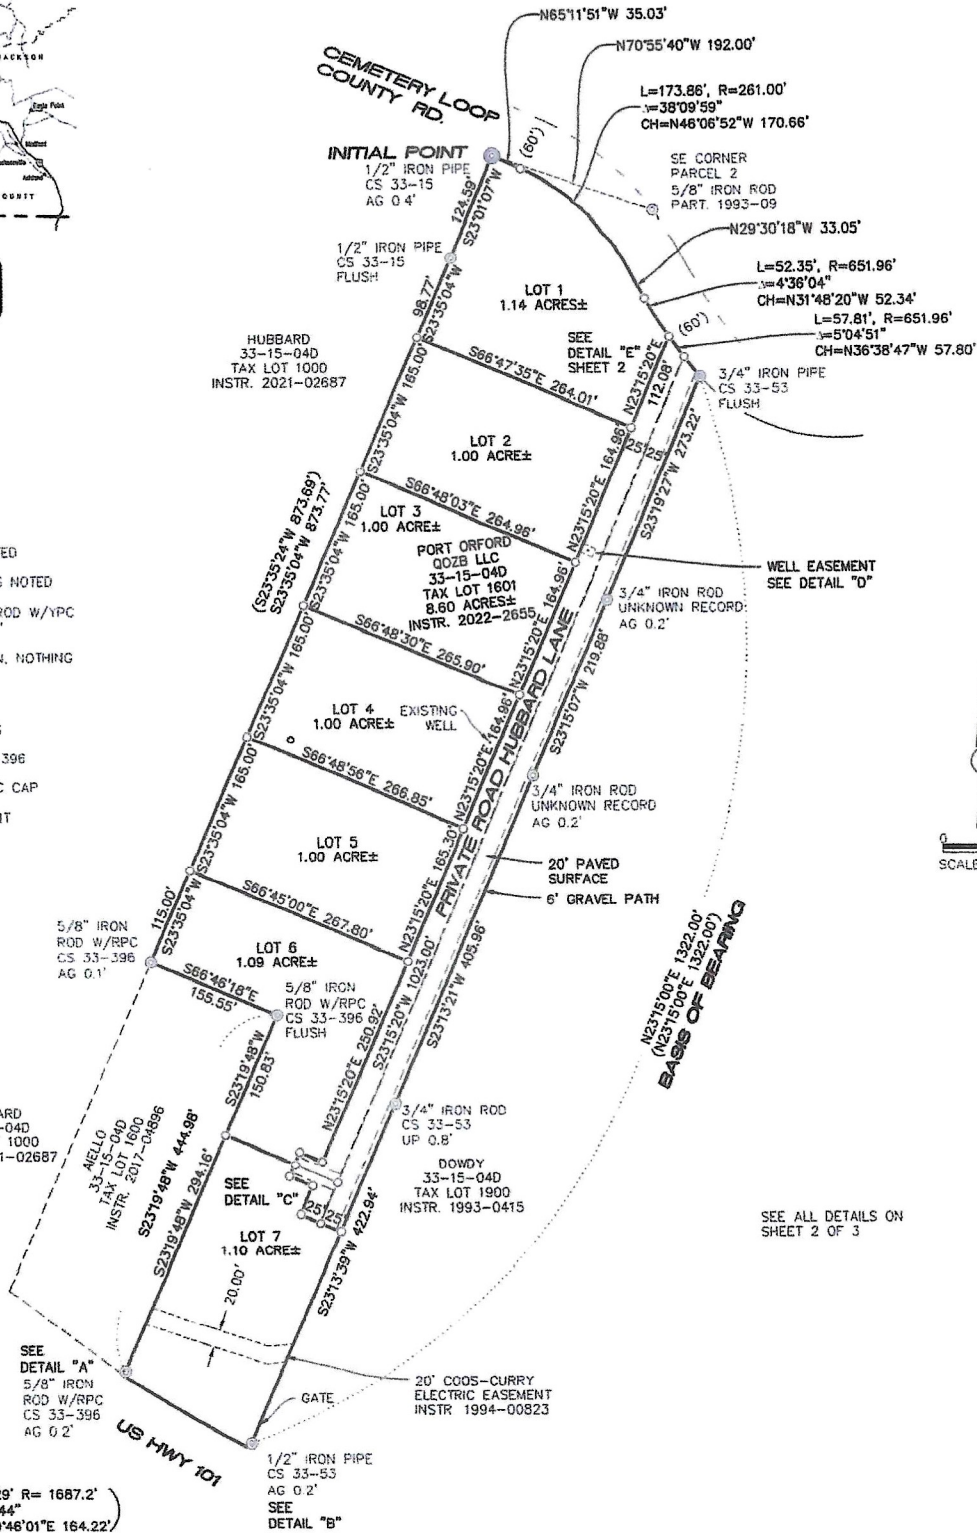 JACKSON
Eagle Point
Medford
Ashland
COUNTY
N65°11'51"W 35.03'
N70°55'40"W 192.00'
CEMETERY LOOP
COUNTY RD.
L=173.86', R=261.00'
Δ=38°09'59"
CH=N46°06'52"W 170.66'
(60')
INITIAL POINT
1/2" IRON PIPE
CS 33-15
AG 0.4'
SE CORNER
PARCEL 2
5/8" IRON ROD
PART. 1993-09
124.59'
S23°01'07"W
N29°30'18"W 33.05'
1/2" IRON PIPE
CS 33-15
FLUSH
L=52.35', R=651.96'
Δ=4°36'04"
CH=N31°48'20"W 52.34'
LOT 1
1.14 ACRES±
98.77'
S23°35'04"W
(60')
L=57.81', R=651.96'
Δ=5°04'51"
CH=N36°38'47"W 57.80'
HUBBARD
33-15-04D
TAX LOT 1000
INSTR. 2021-02687
SEE
DETAIL "E"
SHEET 2
N23°15'20"E
112.08'
3/4" IRON PIPE
CS 33-53
FLUSH
S66°47'35"E 264.01'
S23°35'04"W 165.00'
LOT 2
1.00 ACRE±
25' 25'
S23°19'27"W 273.22'
N23°15'20"E 164.96'
S66°48'03"E 264.96'
(S23°35'24"W 873.69')
S23°35'04"W 873.77'
S23°35'04"W 165.00'
LOT 3
1.00 ACRE±
PORT ORFORD
QOZB LLC
33-15-04D
TAX LOT 1601
8.60 ACRES±
INSTR. 2022-2655
WELL EASEMENT
SEE DETAIL "D"
3/4" IRON ROD
UNKNOWN RECORD
AG 0.2'
N23°15'20"E 164.96'
S66°48'30"E 265.90'
S23°15'07"W 219.88'
S23°35'04"W 165.00'
LOT 4
1.00 ACRE±
EXISTING
WELL
N23°15'20"E 164.96'
PRIVATE ROAD HUBBARD LANE
S66°48'56"E 266.85'
3/4" IRON ROD
UNKNOWN RECORD
AG 0.2'
S23°35'04"W 165.00'
LOT 5
1.00 ACRE±
N23°15'20"E 165.30'
20' PAVED
SURFACE
6' GRAVEL PATH
S66°45'00"E 267.80'
NOTED
ROD W/YPC
NOTHING
396
CAP
0
SCALE
5/8" IRON
ROD W/RPC
CS 33-396
AG 0.1'
115.00'
S23°35'04"W
LOT 6
1.09 ACRE±
S66°46'18"E
155.55'
5/8" IRON
ROD W/RPC
CS 33-396
FLUSH
S23°15'20"W 1023.00'
N23°15'20"E 250.92'
S23°13'21"W 405.96'
N23°15'00"E 1322.00'
(N23°15'00"E 1322.00')
BASIS OF BEARING
S23°19'48"W
150.83'
3/4" IRON ROD
CS 33-53
UP 0.8'
ARD
-04D
1000
1-02687
AIELLO
33-15-04D
TAX LOT 1600
INSTR. 2017-04896
S23°19'48"W 444.98'
S23°19'48"W 294.16'
DOWDY
33-15-04D
TAX LOT 1900
INSTR. 1993-0415
SEE
DETAIL "C"
25' 25'
SEE ALL DETAILS ON
SHEET 2 OF 3
LOT 7
1.10 ACRE±
S23°13'39"W 422.94'
20.00'
SEE
DETAIL "A"
5/8" IRON
ROD W/RPC
CS 33-396
AG 0.2'
20' COOS-CURRY
ELECTRIC EASEMENT
INSTR 1994-00823
GATE
US HWY 101
1/2" IRON PIPE
CS 33-53
AG 0.2'
SEE
DETAIL "B"
29' R= 1687.2'
44"
°46'01"E 164.22'